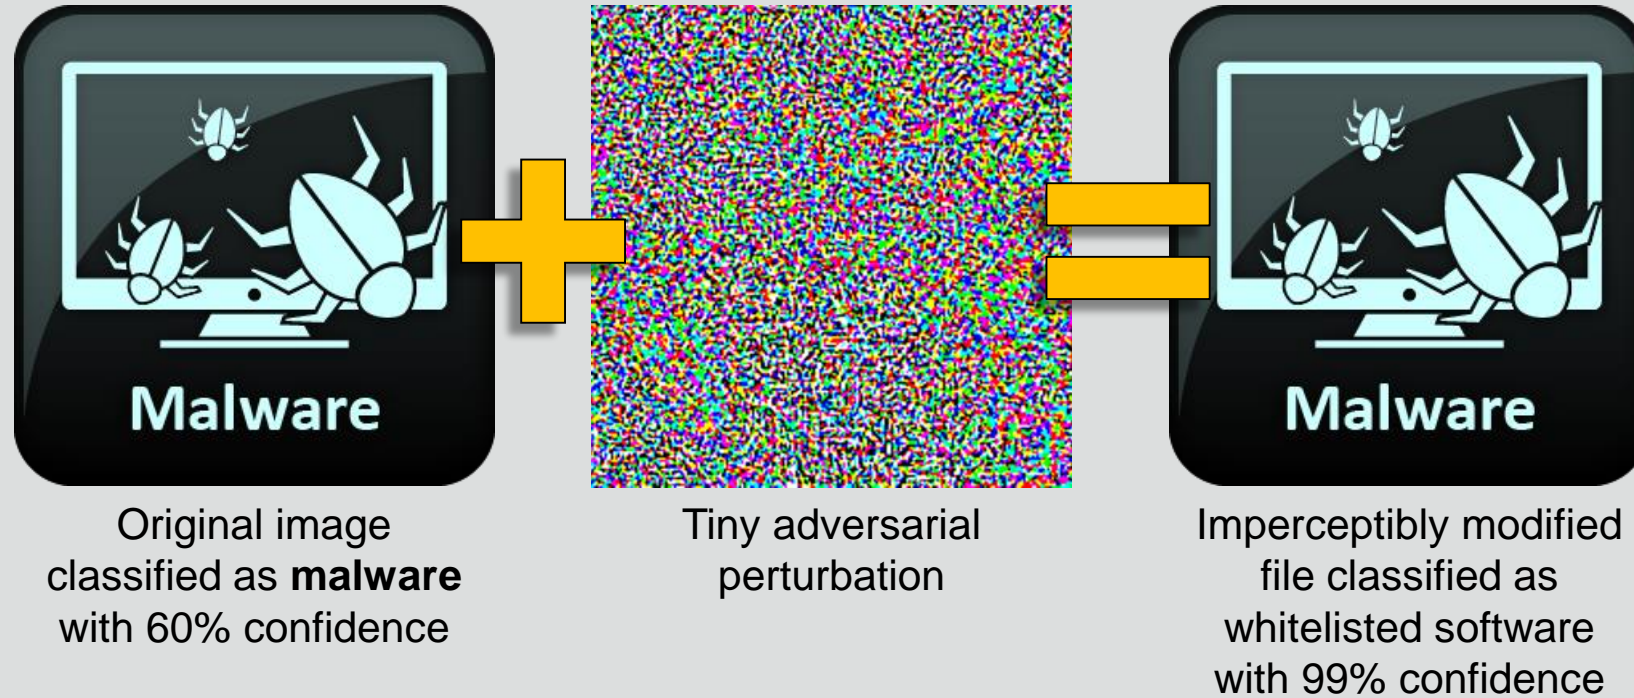 Malware
Malware
Original image
classified as malware
with 60% confidence
Tiny adversarial
perturbation
Imperceptibly modified
file classified as
whitelisted software
with 99% confidence